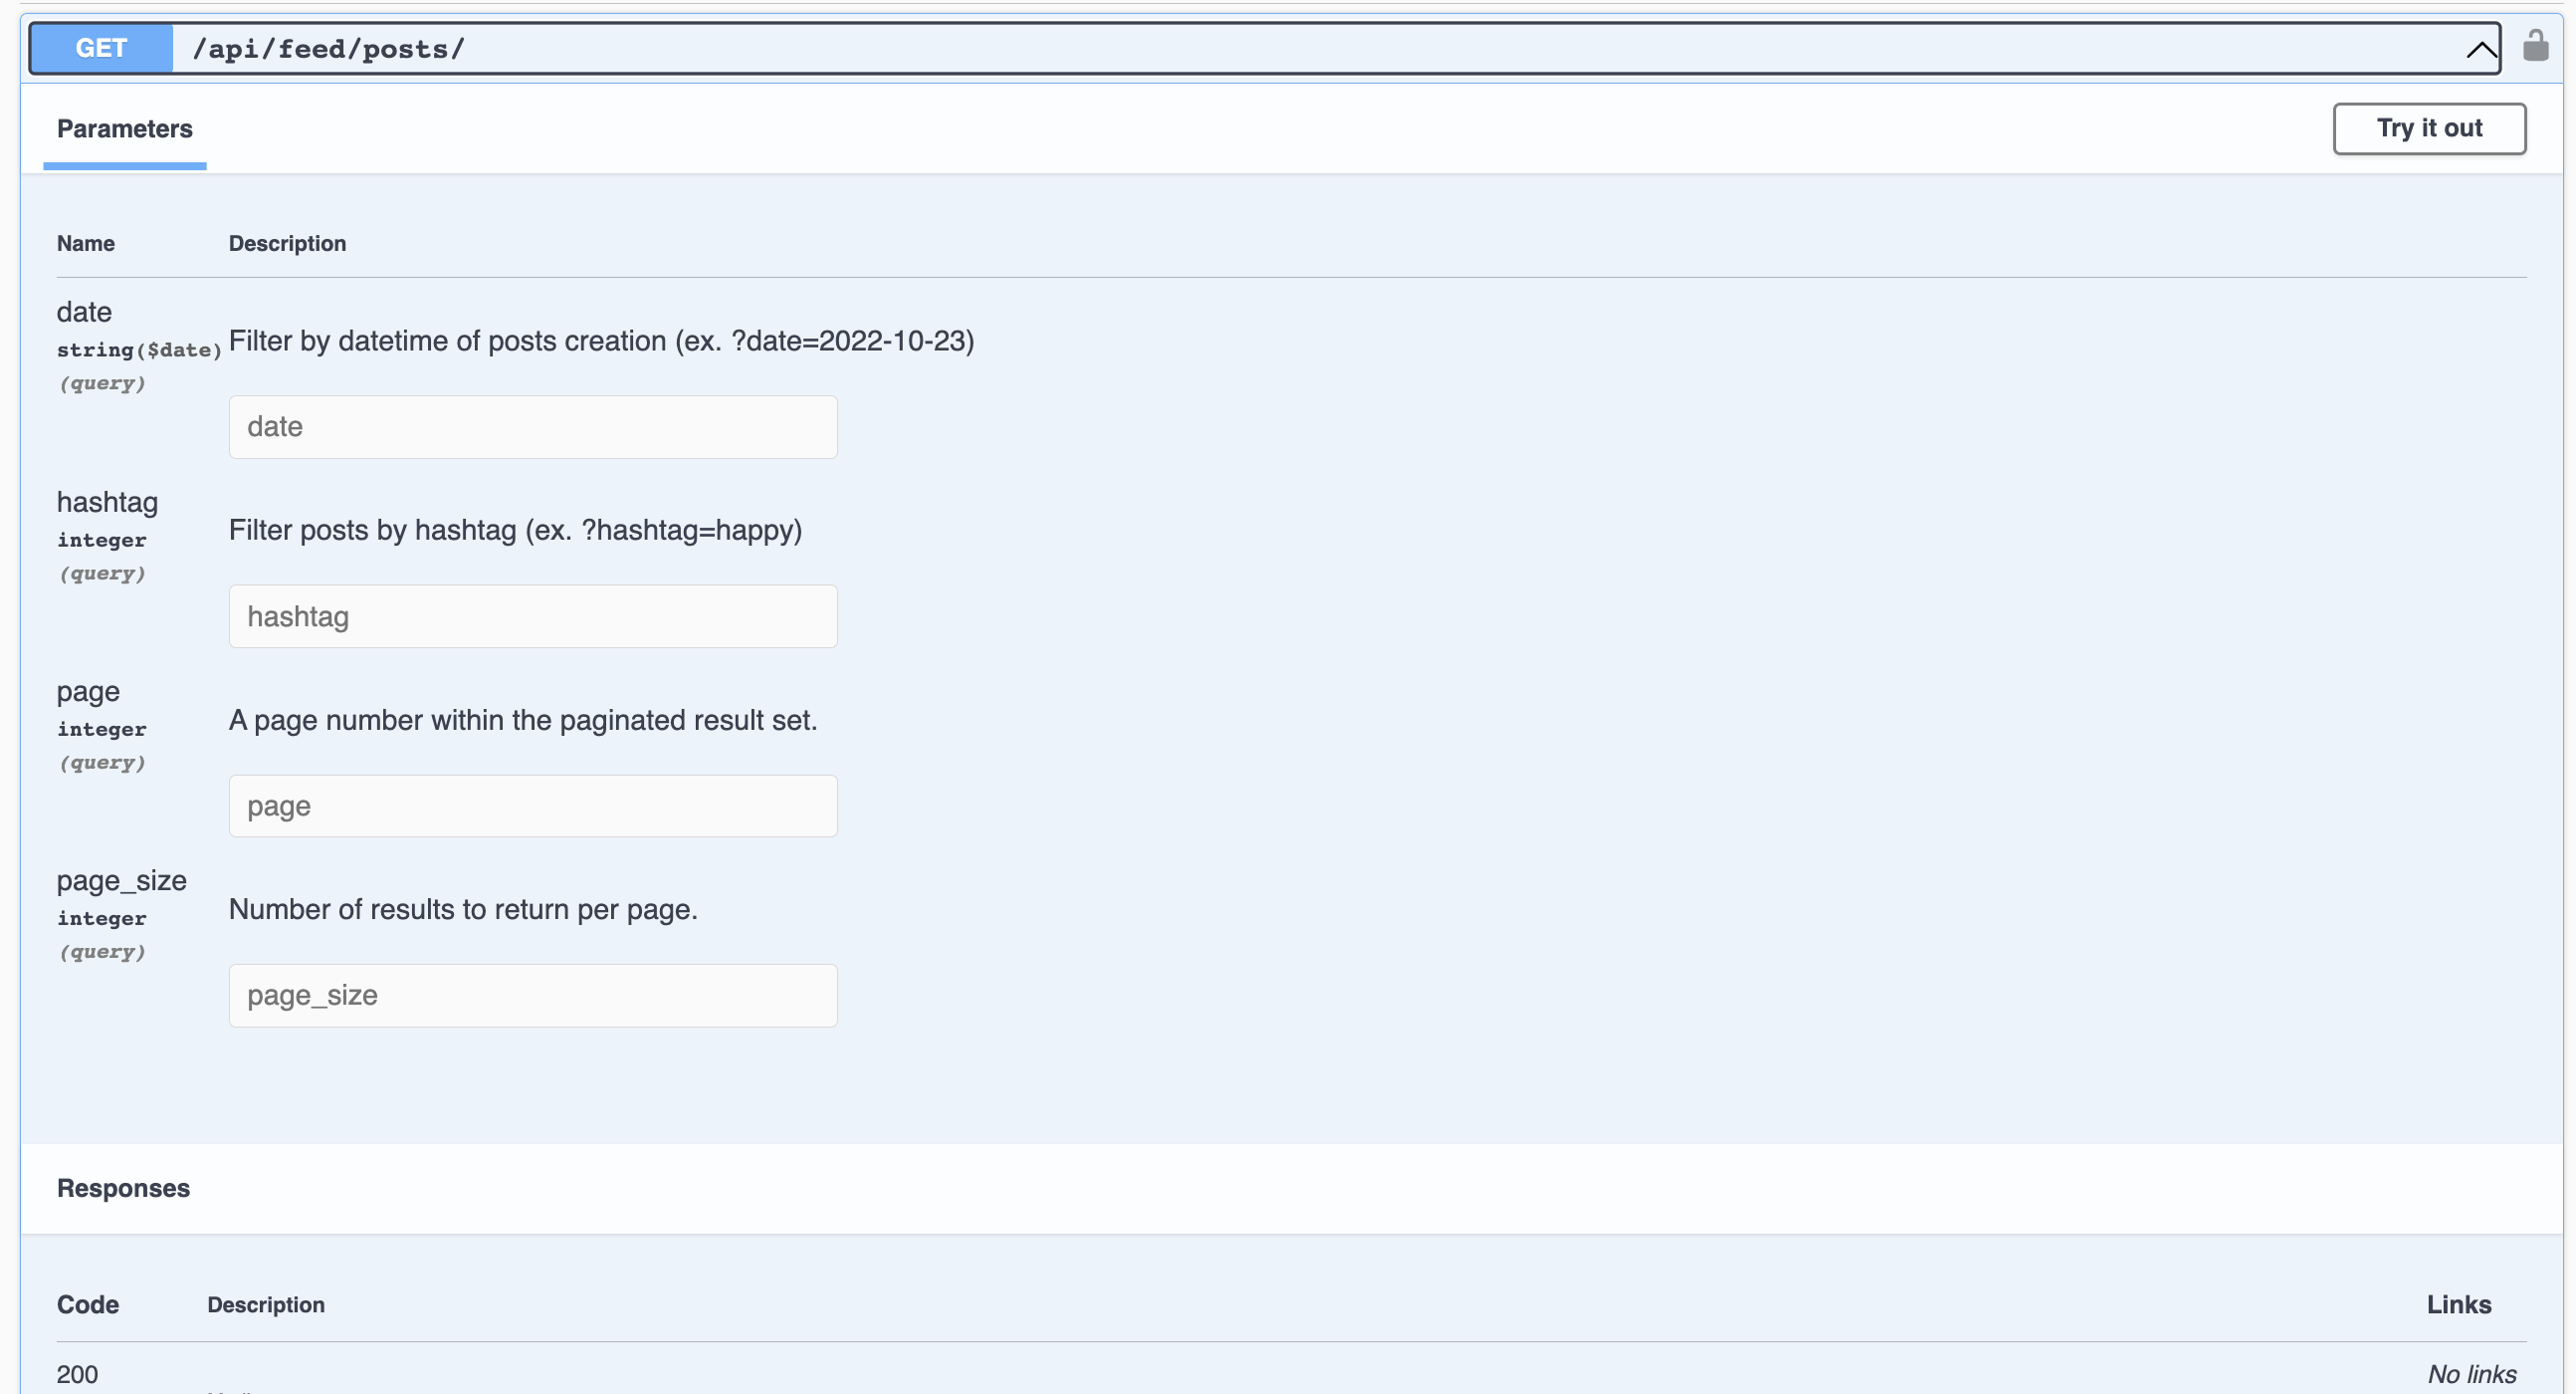 GET /api/feed/posts/
Parameters
Try it out
Name Description
date
string($date)
(query)
Filter by datetime of posts creation (ex. ?date=2022-10-23)
date
hashtag
integer
(query)
Filter posts by hashtag (ex. ?hashtag=happy)
hashtag
page
integer
(query)
A page number within the paginated result set.
page
page_size
integer
(query)
Number of results to return per page.
page_size
Responses
Code Description Links
200 No links